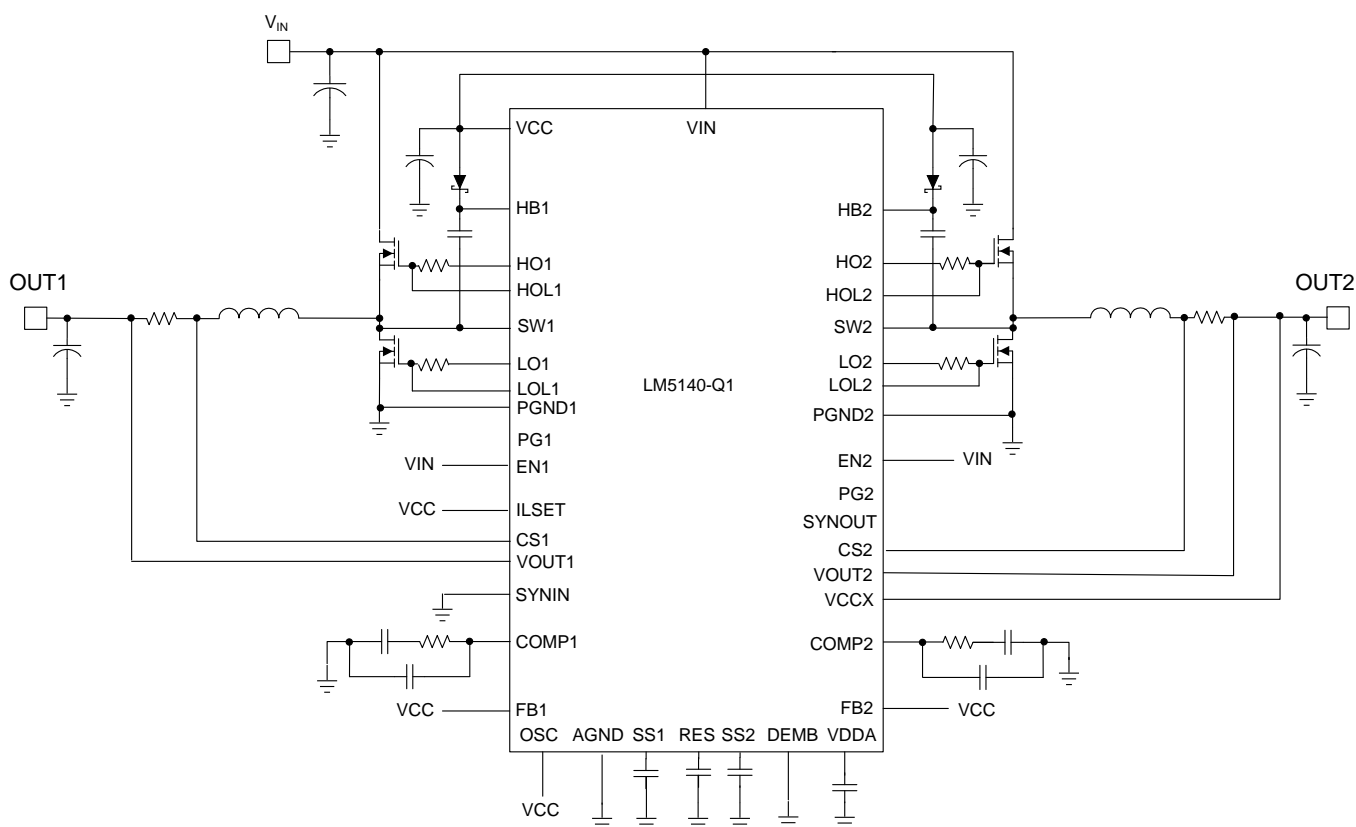 VIN
VCC
VIN
HB1
HB2
HO1
HO2
OUT1
OUT2
HOL1
HOL2
SW1
SW2
LO1
LO2
LM5140-Q1
LOL1
LOL2
PGND1
PGND2
PG1
VIN
EN1
EN2
VIN
PG2
VCC
ILSET
SYNOUT
CS1
CS2
VOUT1
VOUT2
SYNIN
VCCX
COMP1
COMP2
VCC
FB1
FB2
VCC
OSC
AGND
SS1
RES
SS2
DEMB
VDDA
VCC